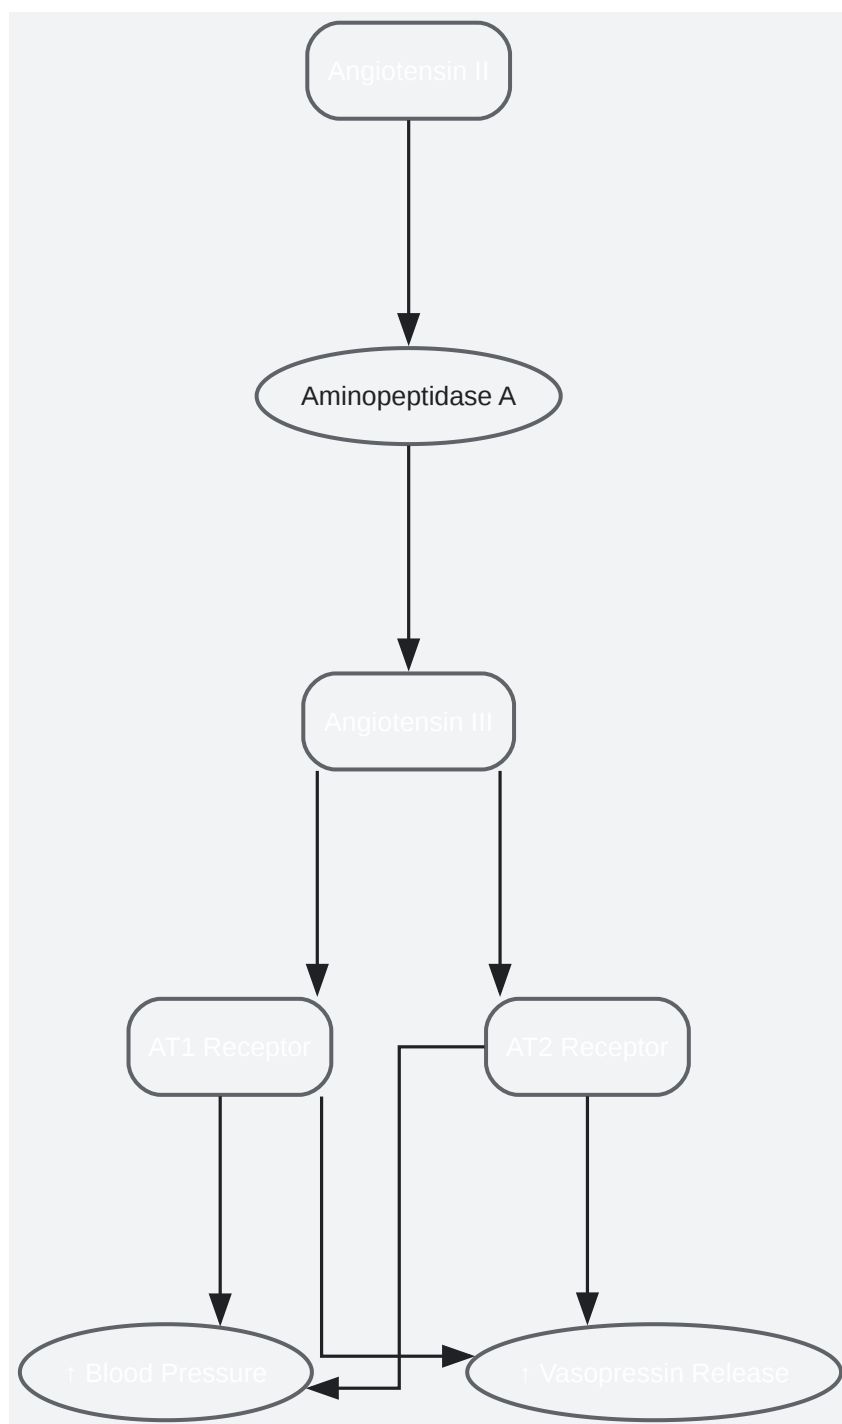 Angiotensin II
Aminopeptidase A
Angiotensin III
AT1 Receptor
AT2 Receptor
↑ Blood Pressure
↑ Vasopressin Release